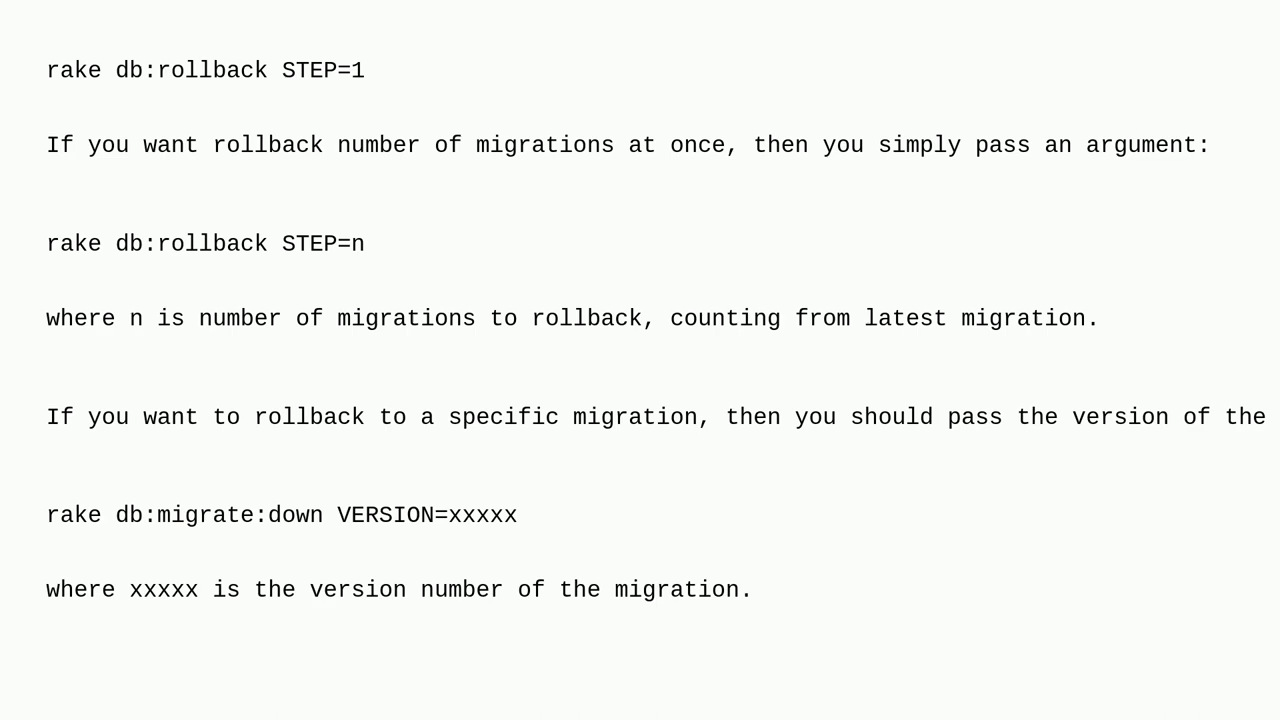 rake db:rollback STEP=1
If you want rollback number of migrations at once, then you simply pass an argument:
rake db:rollback STEP=n
where n is number of migrations to rollback, counting from latest migration.
If you want to rollback to a specific migration, then you should pass the version of the
rake db:migrate:down VERSION=xxxxx
where xxxxx is the version number of the migration.